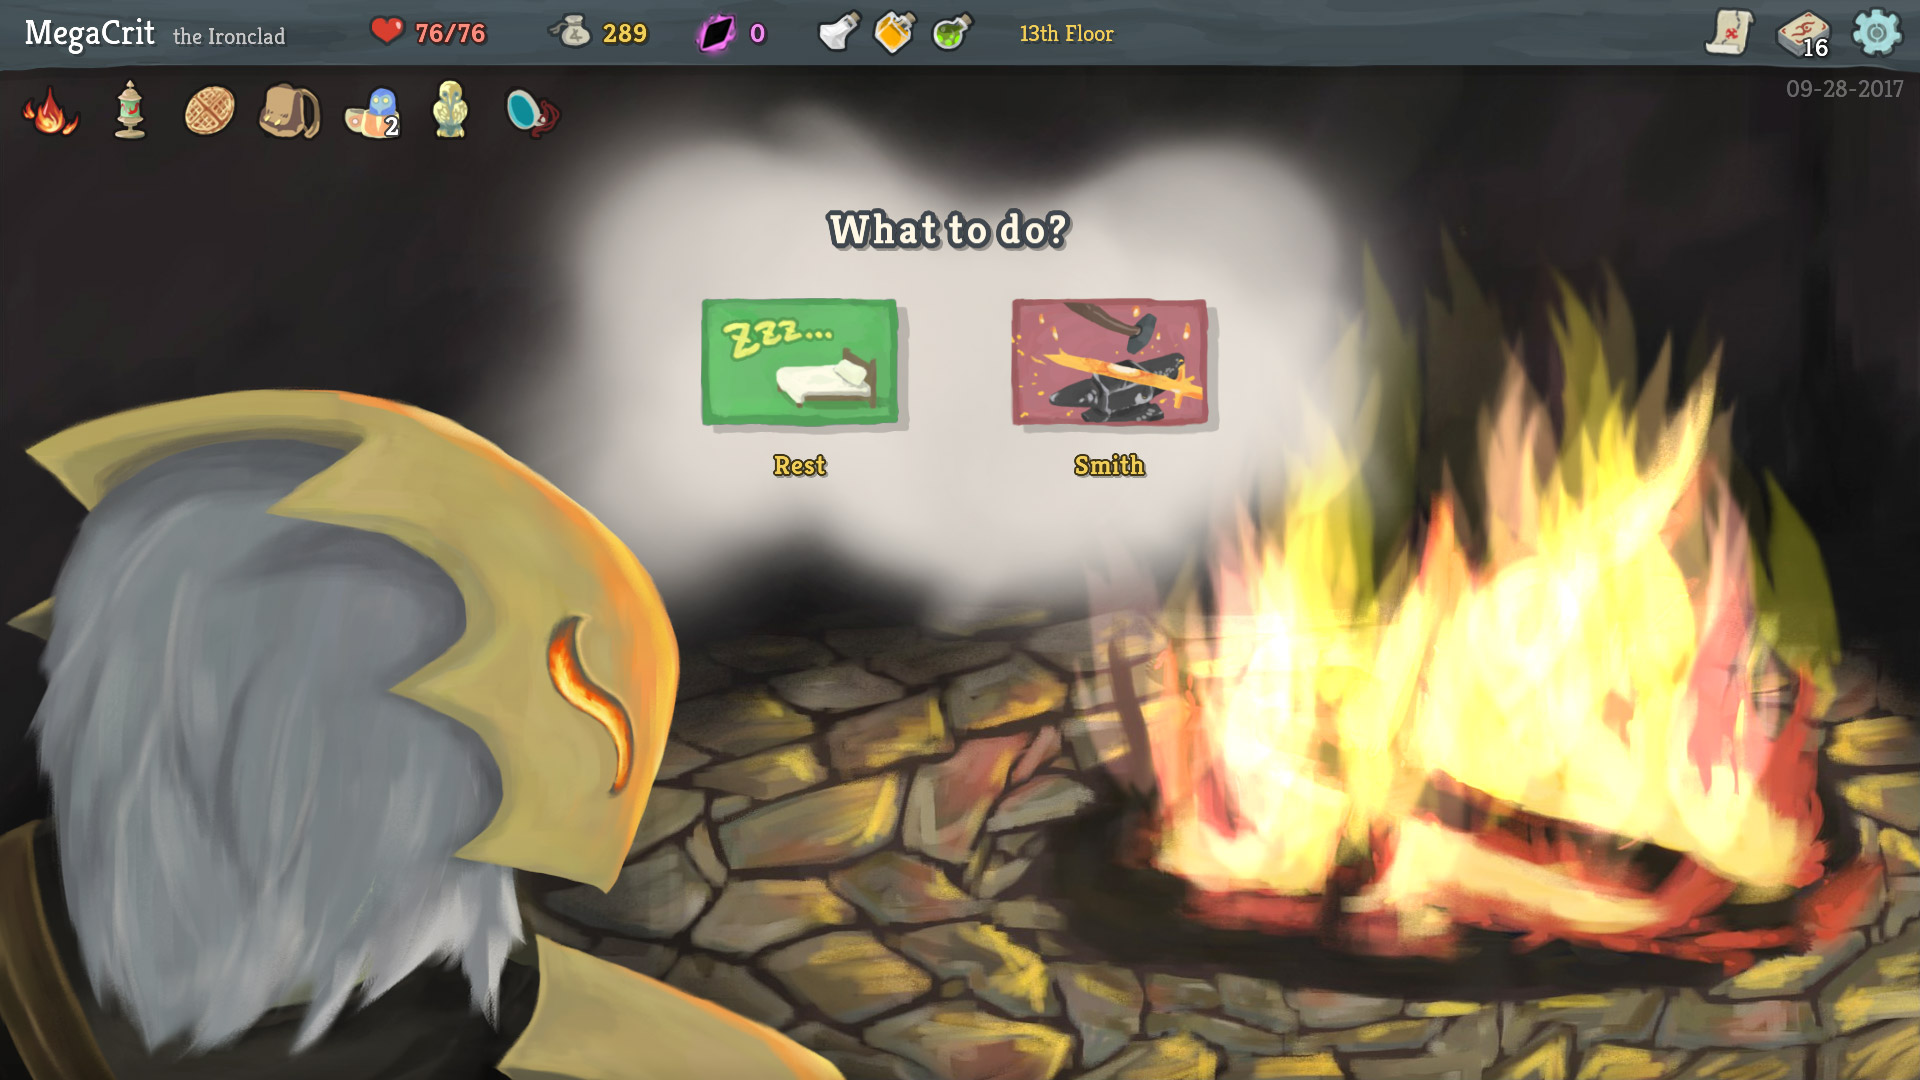 MegaCrit the Ironclad 76/76 289 0 13th Floor 16
09-28-2017
2
What to do?
Zzz...
Rest Smith